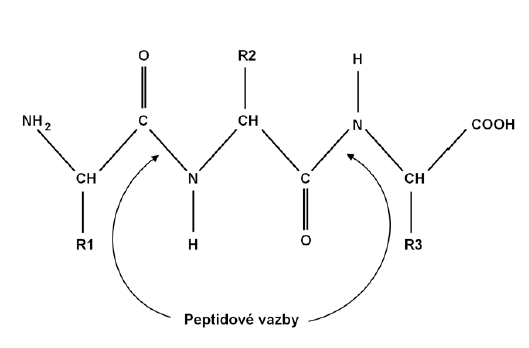 O R2 H
NH2 C CH N COOH
CH N C CH
R1 H O R3
Peptidové vazby